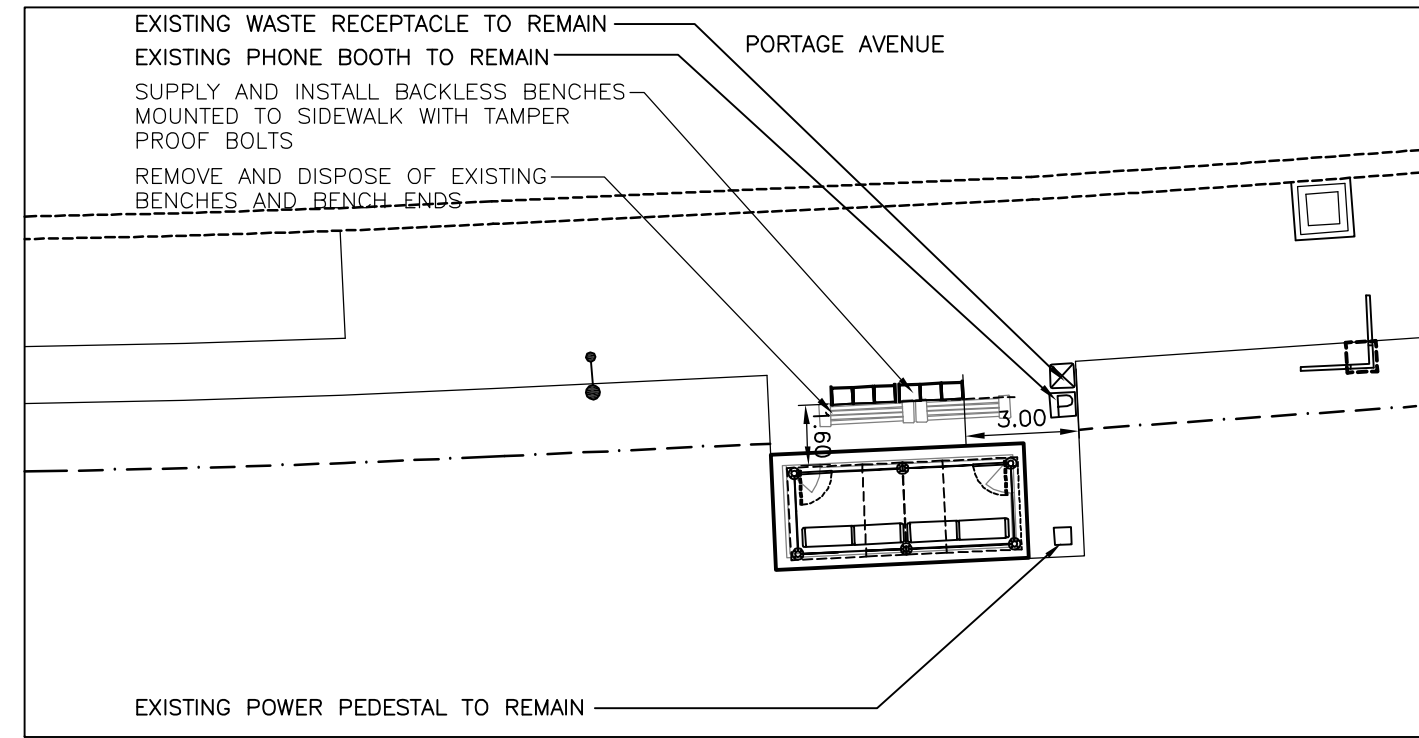 EXISTING WASTE RECEPTACLE TO REMAIN
PORTAGE AVENUE
EXISTING PHONE BOOTH TO REMAIN
SUPPLY AND INSTALL BACKLESS BENCHES
MOUNTED TO SIDEWALK WITH TAMPER
PROOF BOLTS
REMOVE AND DISPOSE OF EXISTING
BENCHES AND BENCH ENDS
P
3.00
1.60
EXISTING POWER PEDESTAL TO REMAIN